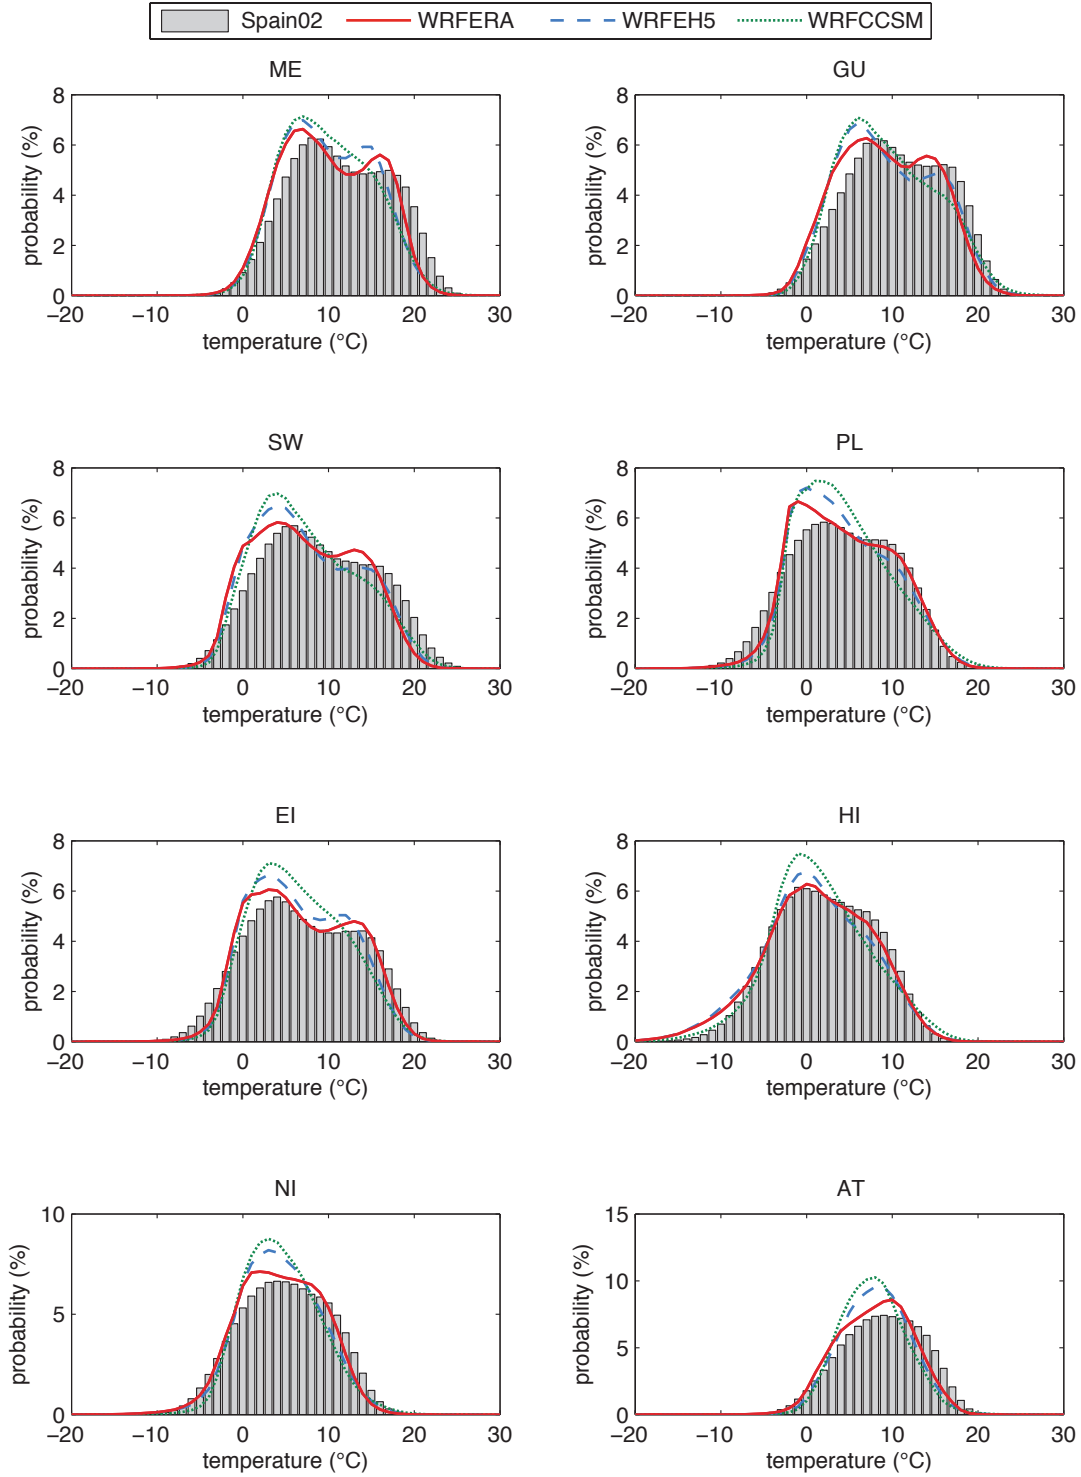 Spain02 WRFERA WRFEH5 WRFCCSM
ME GU
8 8
6 6
4 4
2 2
0 0
probability (%) probability (%)
−20 −10 0 10 20 30 −20 −10 0 10 20 30
temperature (°C) temperature (°C)
SW PL
8 8
6 6
4 4
2 2
0 0
probability (%) probability (%)
−20 −10 0 10 20 30 −20 −10 0 10 20 30
temperature (°C) temperature (°C)
EI HI
8 8
6 6
4 4
2 2
0 0
probability (%) probability (%)
−20 −10 0 10 20 30 −20 −10 0 10 20 30
temperature (°C) temperature (°C)
NI AT
10 15
5 10
0 5
0
probability (%) probability (%)
−20 −10 0 10 20 30 −20 −10 0 10 20 30
temperature (°C) temperature (°C)